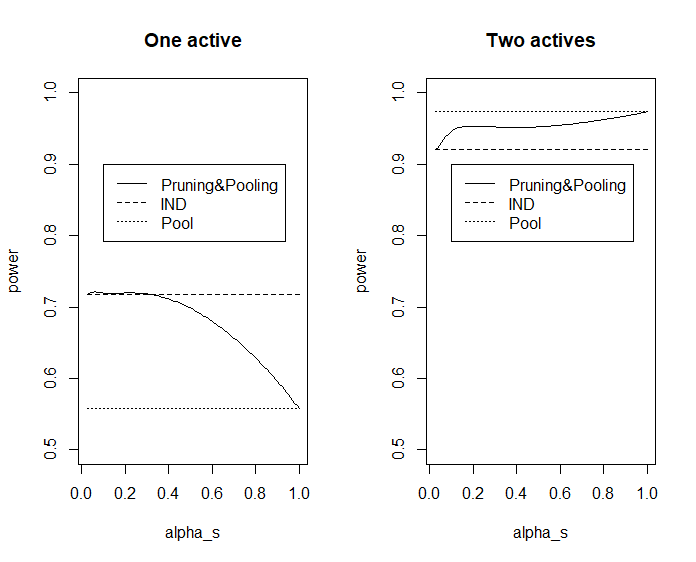 One active
power
0.5 0.6 0.7 0.8 0.9 1.0
Pruning&Pooling
IND
Pool
0.0 0.2 0.4 0.6 0.8 1.0
alpha_s
Two actives
power
0.5 0.6 0.7 0.8 0.9 1.0
Pruning&Pooling
IND
Pool
0.0 0.2 0.4 0.6 0.8 1.0
alpha_s